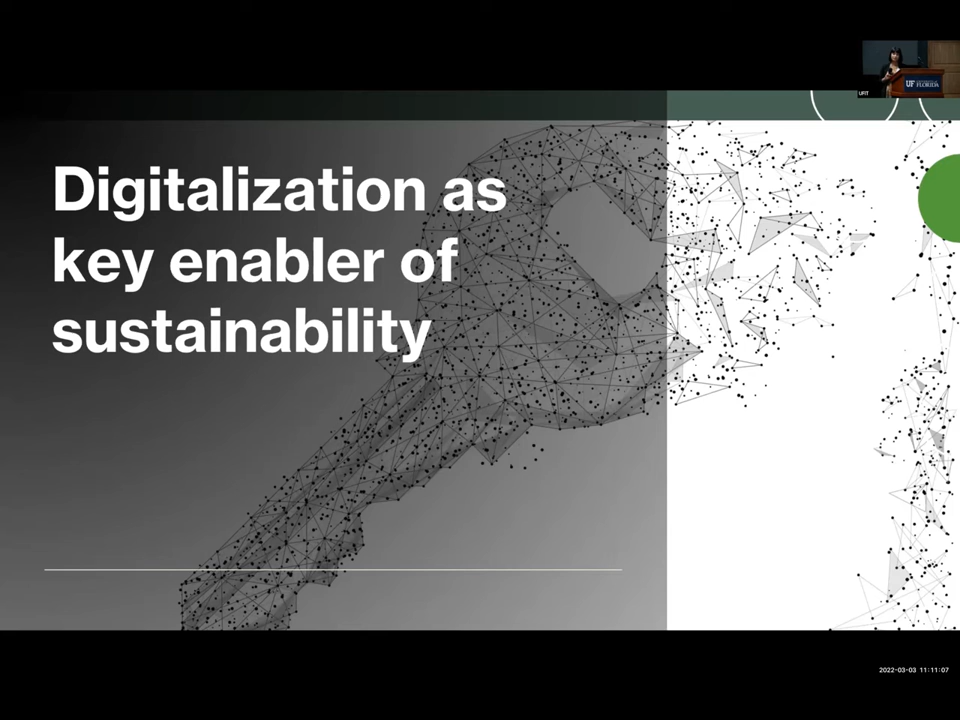 UF
FLORIDA
UFIT
Digitalization as
key enabler of
sustainability
2022-03-03 11:11:07